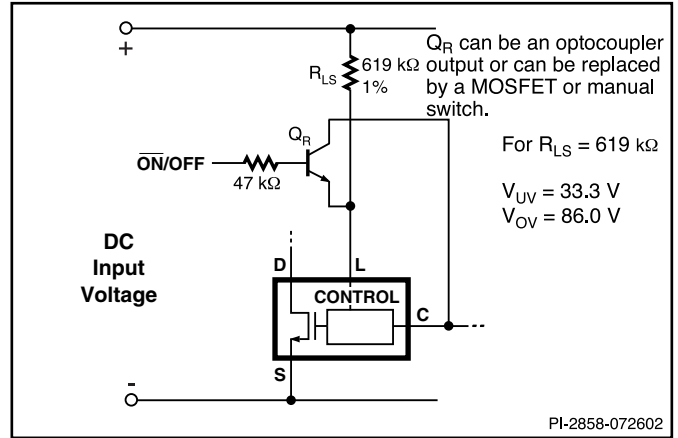 +
R_LS
619 kΩ
1%
Q_R can be an optocoupler
output or can be replaced
by a MOSFET or manual
switch.
Q_R
For R_LS = 619 kΩ
O̅N̅/OFF
47 kΩ
V_UV = 33.3 V
V_OV = 86.0 V
DC
Input
Voltage
D
L
CONTROL
C
S
-
PI-2858-072602